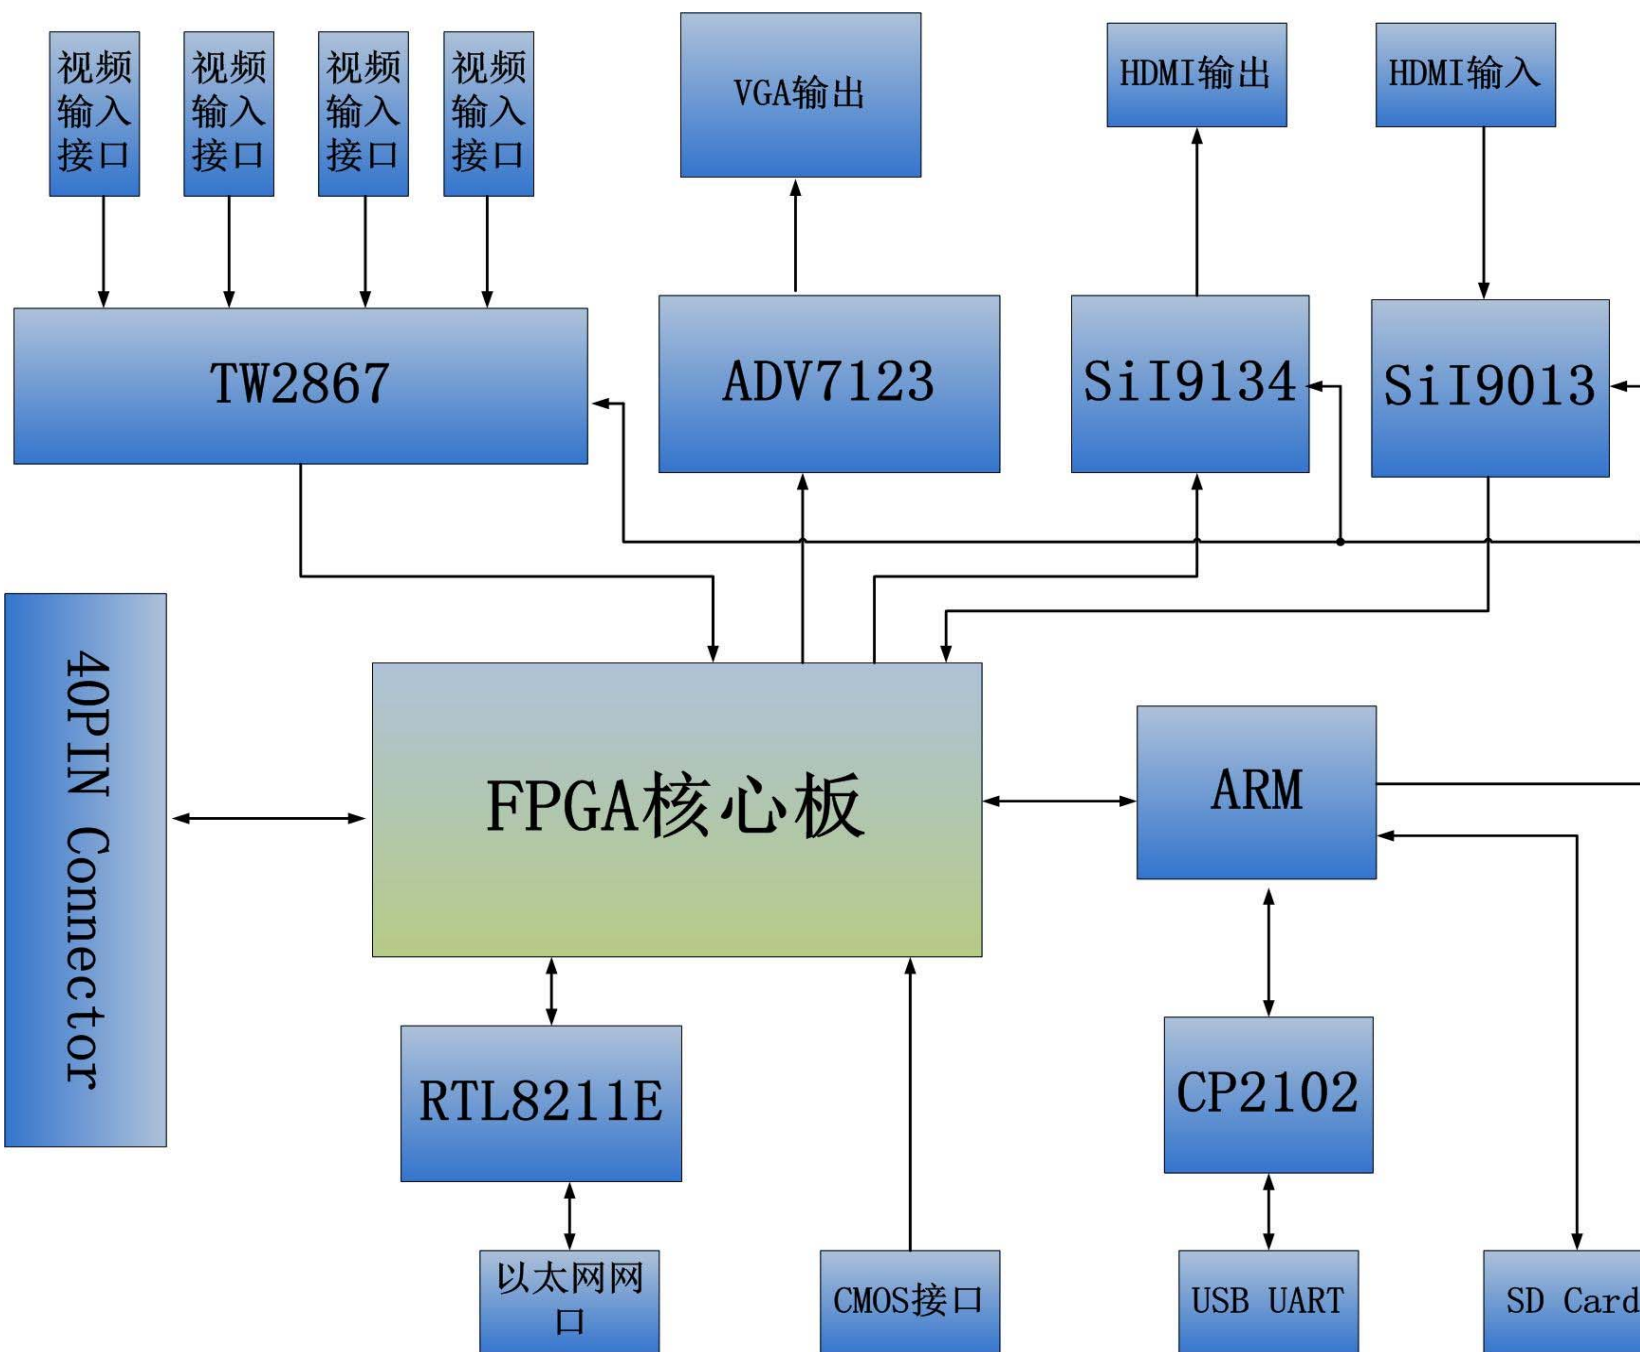 视频
输入
接口
视频
输入
接口
视频
输入
接口
视频
输入
接口
VGA输出
HDMI输出
HDMI输入
TW2867
ADV7123
SiI9134
SiI9013
40PIN Connector
FPGA核心板
ARM
RTL8211E
CP2102
以太网网
口
CMOS接口
USB UART
SD Card